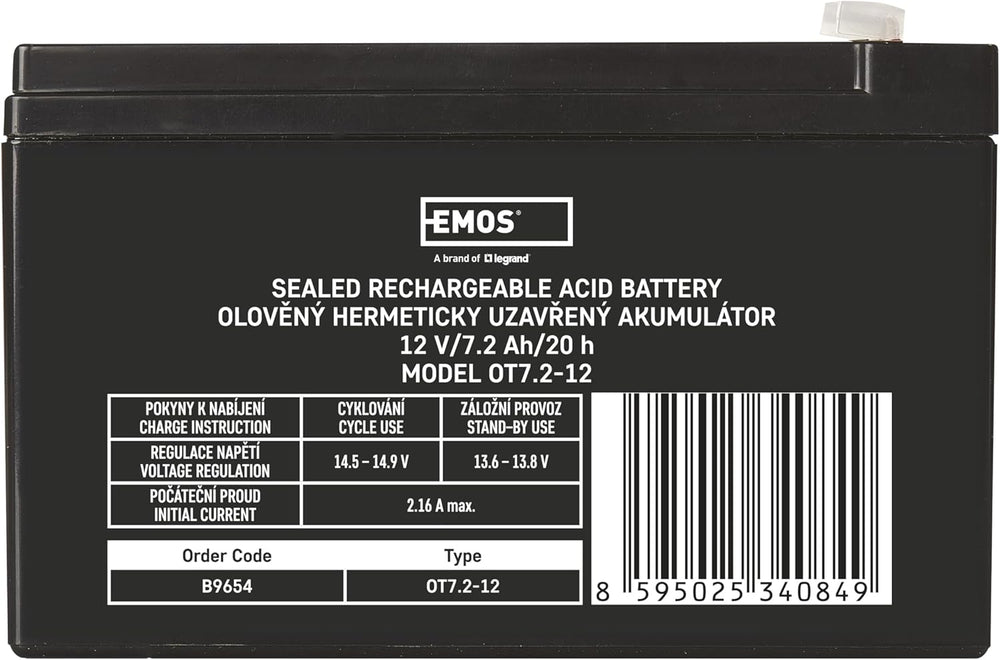 EMOS®
A brand of legrand
SEALED RECHARGEABLE ACID BATTERY
OLOVĚNÝ HERMETICKY UZAVŘENÝ AKUMULÁTOR
12 V/7.2 Ah/20 h
MODEL OT7.2-12
POKYNY K NABÍJENÍ
CHARGE INSTRUCTION
CYKLOVÁNÍ
CYCLE USE
ZÁLOŽNÍ PROVOZ
STAND-BY USE
REGULACE NAPĚTÍ
VOLTAGE REGULATION
14.5 – 14.9 V
13.6 – 13.8 V
POČÁTEČNÍ PROUD
INITIAL CURRENT
2.16 A max.
Order Code
Type
B9654
OT7.2-12
8 595025 340849